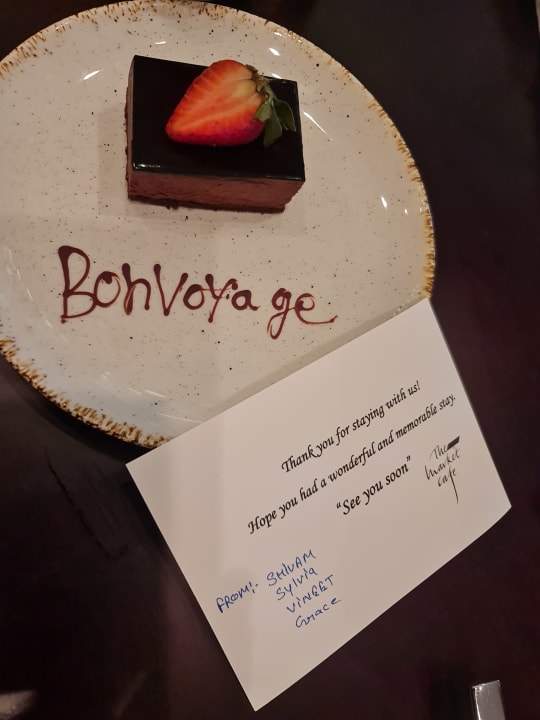 Bonvoyage
Thank you for staying with us!
Hope you had a wonderful and memorable stay.
"See you soon"
The
market
cafe
FROM:- SHIVAM
Sylvia
VINEET
Grace